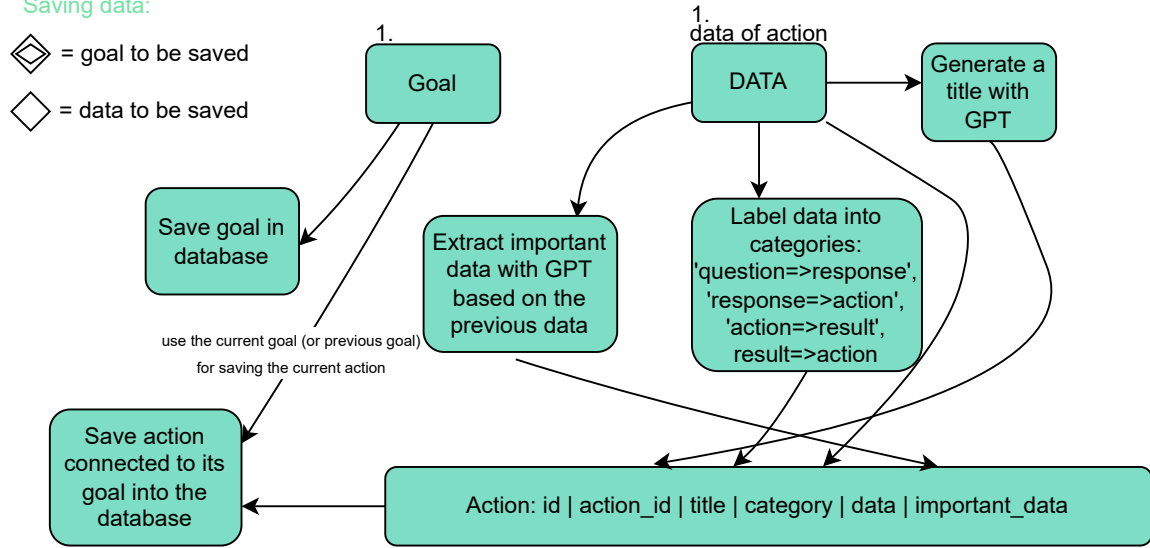 Saving data:
= goal to be saved
= data to be saved
1.
Goal
1.
data of action
DATA
Generate a
title with
GPT
Save goal in
database
Extract important
data with GPT
based on the
previous data
Label data into
categories:
'question=>response',
'response=>action',
'action=>result',
result=>action
use the current goal (or previous goal)
for saving the current action
Save action
connected to its
goal into the
database
Action: id | action_id | title | category | data | important_data